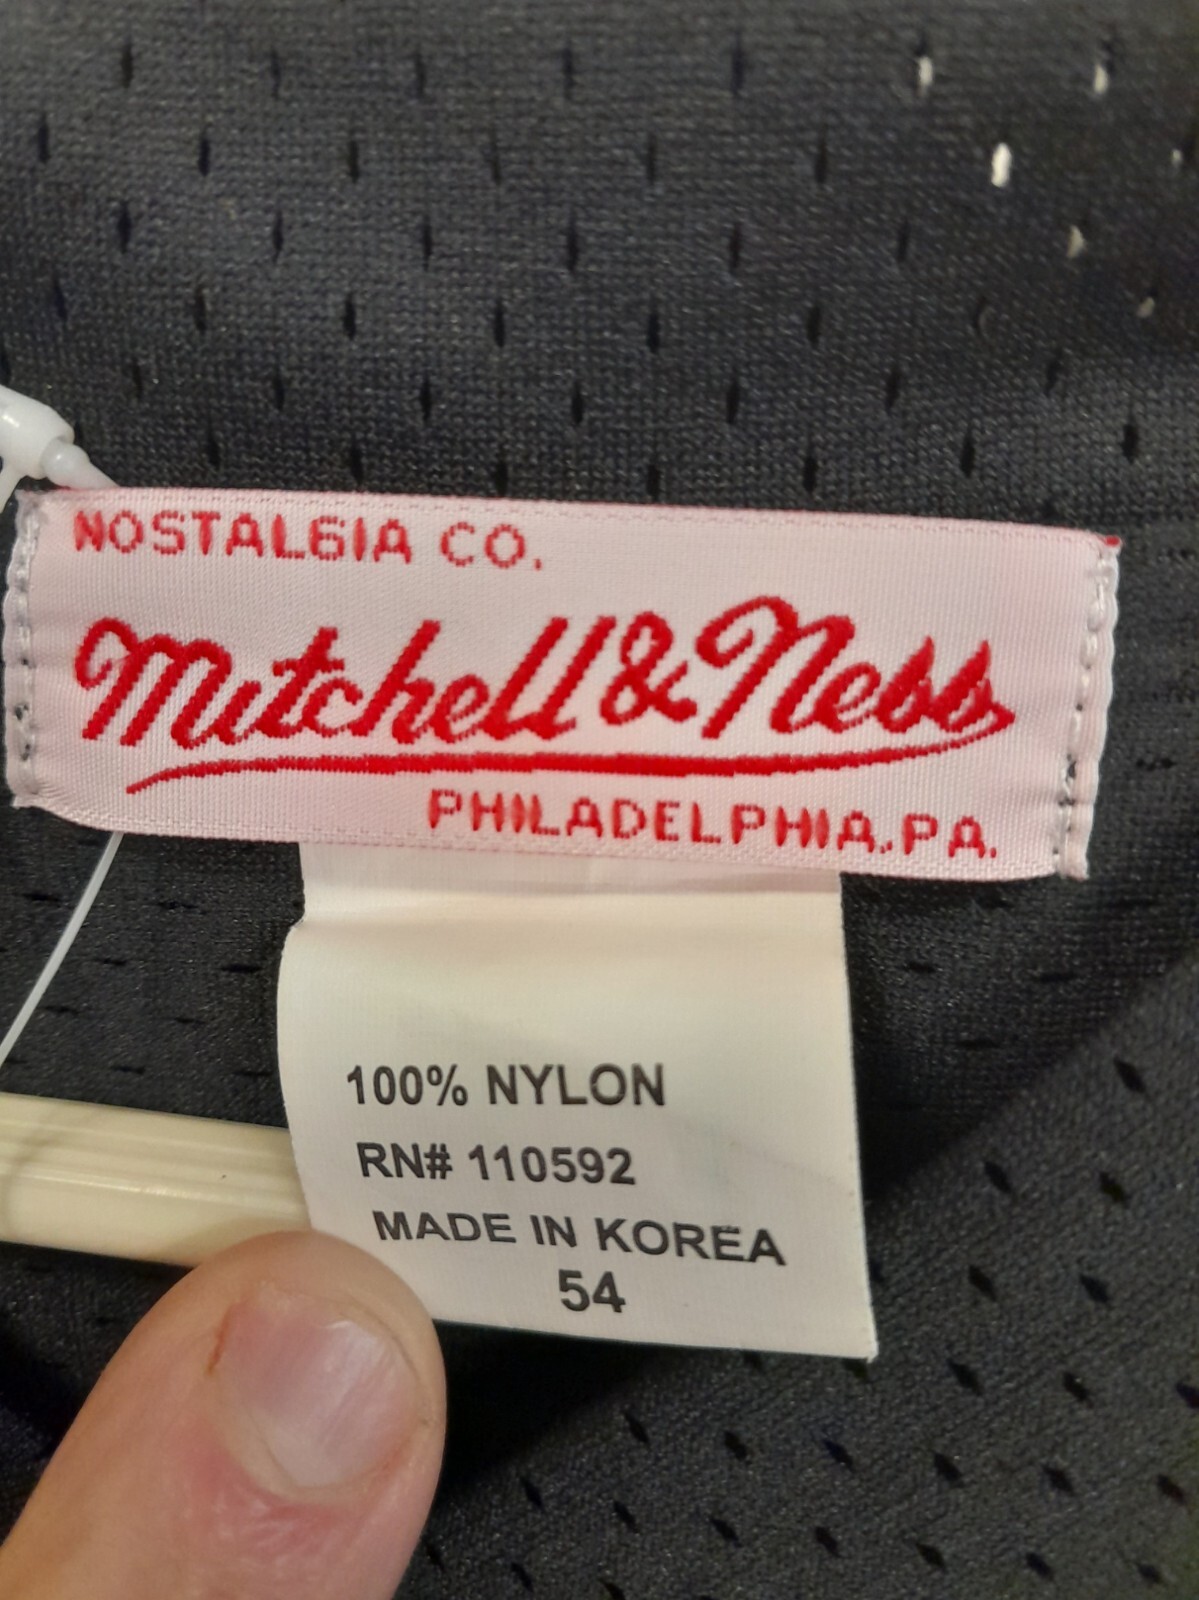 NOSTALGIA CO.
Mitchell & Ness
PHILADELPHIA, PA.
100% NYLON
RN# 110592
MADE IN KOREA
54